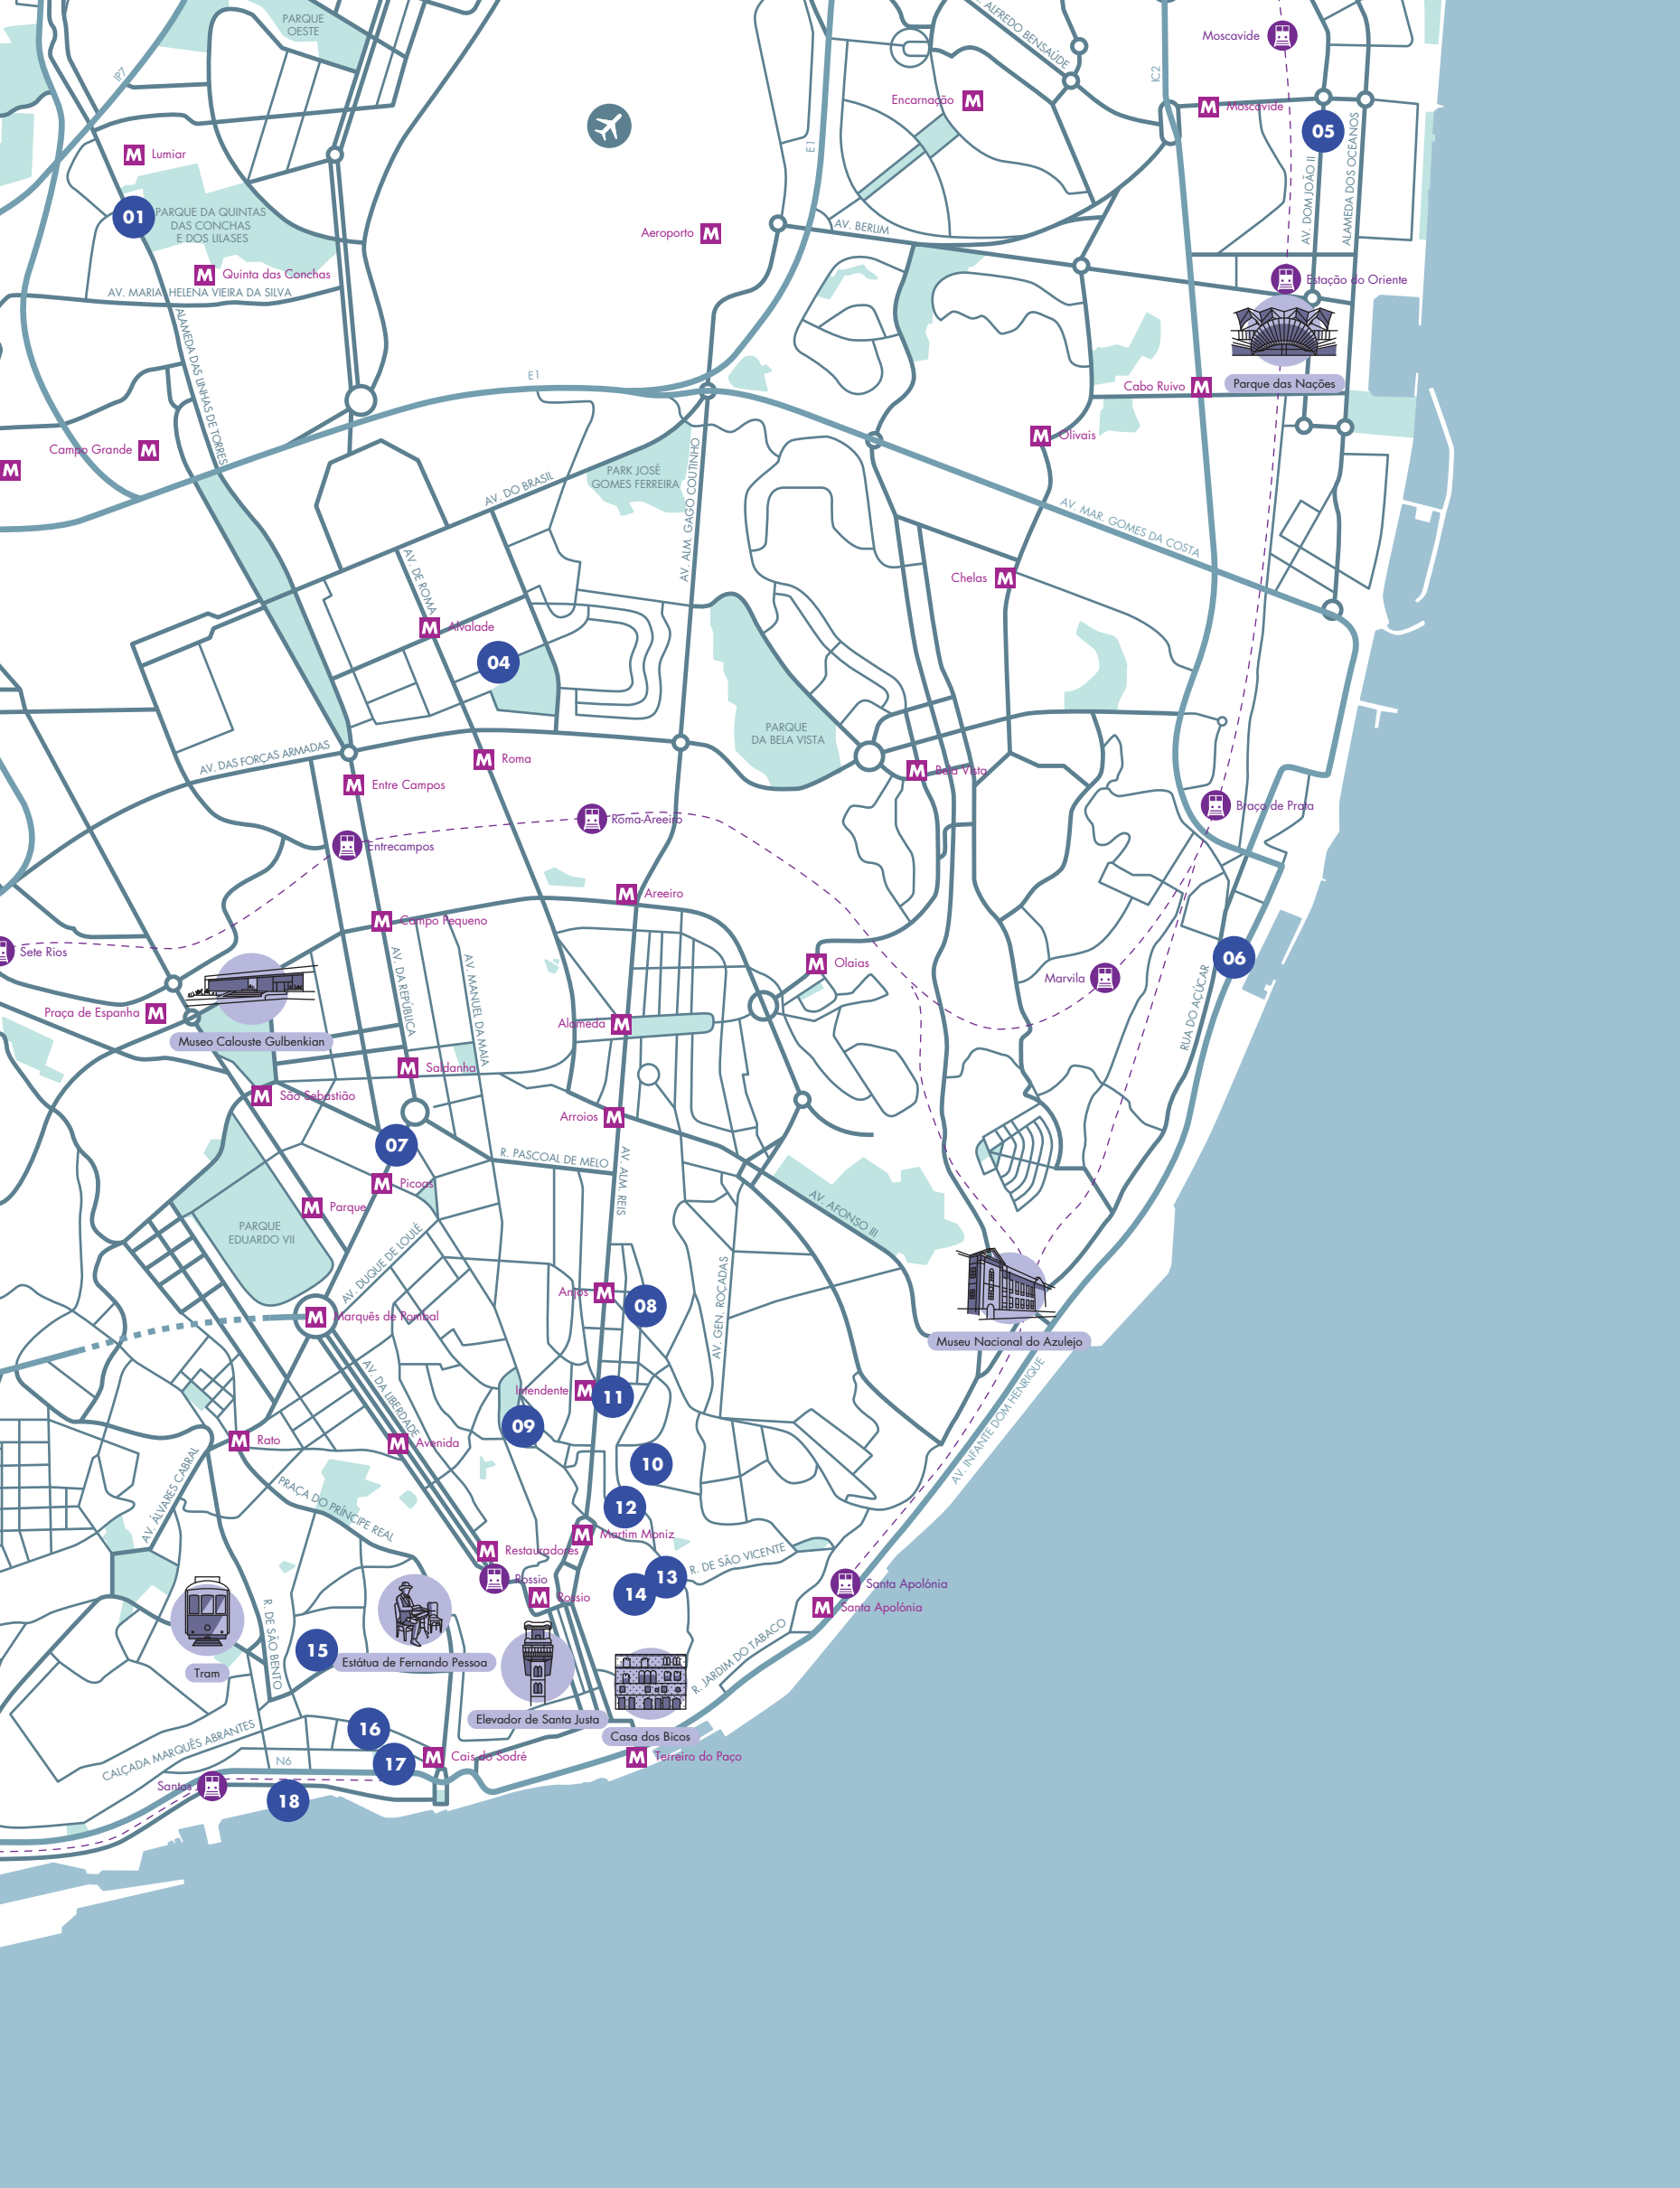 PARQUE
OESTE
IP7
AV. ALFREDO BENSAÚDE
Moscavide
IC2
Encarnação M
M Moscavide
05
E1
M Lumiar
01
PARQUE DA QUINTAS
DAS CONCHAS
E DOS LILASES
AV. DOM JOÃO II
ALAMEDA DOS OCEANOS
Aeroporto M
AV. BERLIM
M Quinta das Conchas
AV. MARIA HELENA VIEIRA DA SILVA
Estação do Oriente
ALAMEDA DAS LINHAS DE TORRES
E1
Cabo Ruivo M
Parque das Nações
Campo Grande M
M
M Olivais
PARK JOSÉ
GOMES FERREIRA
AV. DO BRASIL
AV. ALM. GAGO COUTINHO
AV. MAR. GOMES DA COSTA
AV. DE ROMA
Chelas M
M Alvalade
04
PARQUE
DA BELA VISTA
AV. DAS FORÇAS ARMADAS
M Roma
M Bela Vista
M Entre Campos
Braço de Prata
Roma-Areeiro
Entrecampos
M Areeiro
M Campo Pequeno
Sete Rios
AV. DA REPÚBLICA
AV. MANUEL DA MAIA
M Olaias
06
Marvila
RUA DO AÇÚCAR
Praça de Espanha M
Alameda M
Museo Calouste Gulbenkian
M Saldanha
M São Sebastião
Arroios M
07
R. PASCOAL DE MELO
AV. ALM. REIS
M Picoas
M Parque
PARQUE
EDUARDO VII
AV. AFONSO III
AV. DUQUE DE LOULÉ
AV. GEN. ROÇADAS
Anjos M
08
M Marquês de Pombal
Museu Nacional do Azulejo
AV. DA LIBERDADE
AV. INFANTE DOM HENRIQUE
Intendente M
11
09
M Rato
M Avenida
10
AV. ÁLVARES CABRAL
PRAÇA DO PRÍNCIPE REAL
12
M Martim Moniz
M Restauradores
R. DE SÃO VICENTE
Rossio
13
14
M Rossio
Santa Apolónia
M Santa Apolónia
R. DE SÃO BENTO
15
Estátua de Fernando Pessoa
Tram
R. JARDIM DO TABACO
Elevador de Santa Justa
16
Casa dos Bicos
CALÇADA MARQUÊS ABRANTES
N6
17
M Cais do Sodré
M Terreiro do Paço
Santos
18